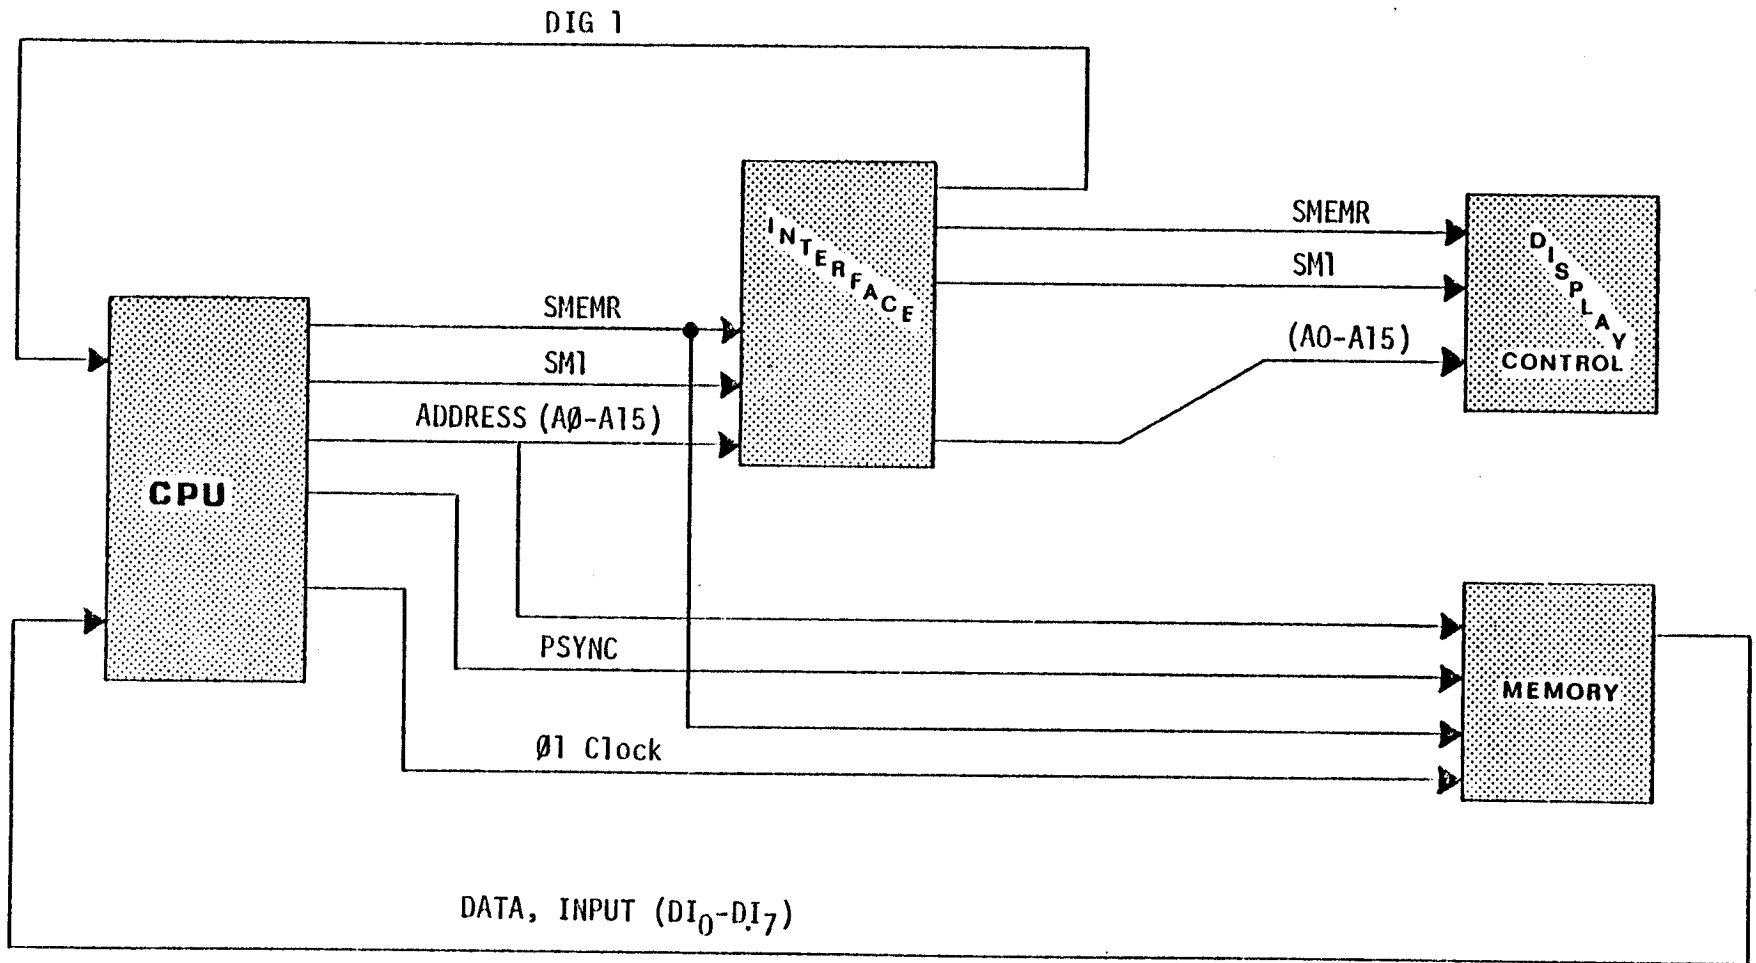 DIG 1
INTERFACE
SMEMR
SM1
(A0-A15)
DISPLAY
CONTROL
SMEMR
SM1
ADDRESS (AØ-A15)
CPU
PSYNC
MEMORY
Ø1 Clock
DATA, INPUT (DI₀-DI₇)